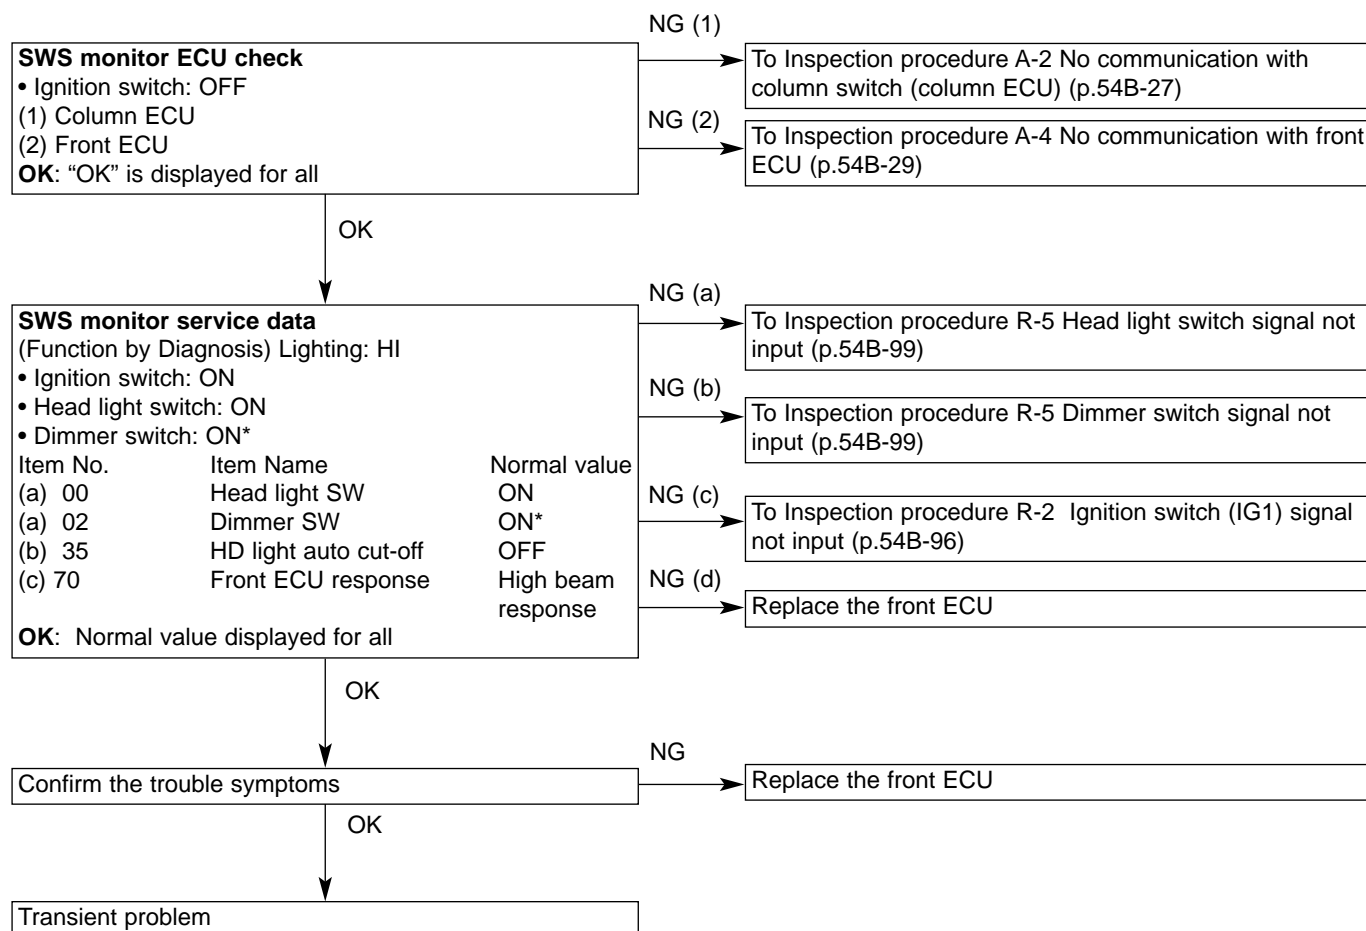 SWS monitor ECU check
• Ignition switch: OFF
(1) Column ECU
(2) Front ECU
OK: “OK” is displayed for all
NG (1)
To Inspection procedure A-2 No communication with
column switch (column ECU) (p.54B-27)
NG (2)
To Inspection procedure A-4 No communication with front
ECU (p.54B-29)
OK
SWS monitor service data
(Function by Diagnosis) Lighting: HI
• Ignition switch: ON
• Head light switch: ON
• Dimmer switch: ON*
Item No. Item Name Normal value
(a) 00 Head light SW ON
(a) 02 Dimmer SW ON*
(b) 35 HD light auto cut-off OFF
(c) 70 Front ECU response High beam
response
OK: Normal value displayed for all
NG (a)
To Inspection procedure R-5 Head light switch signal not
input (p.54B-99)
NG (b)
To Inspection procedure R-5 Dimmer switch signal not
input (p.54B-99)
NG (c)
To Inspection procedure R-2 Ignition switch (IG1) signal
not input (p.54B-96)
NG (d)
Replace the front ECU
OK
Confirm the trouble symptoms
NG
Replace the front ECU
OK
Transient problem